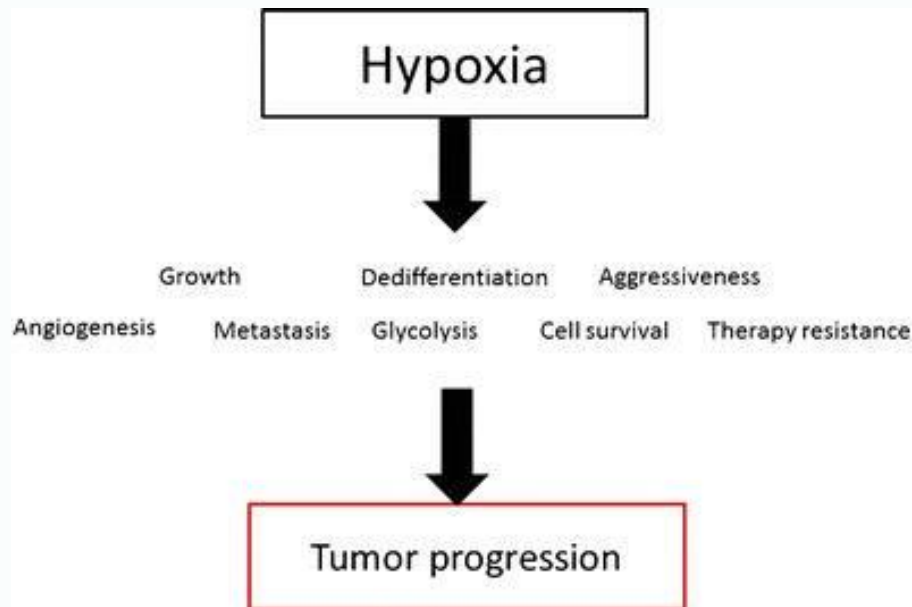 Hypoxia
Growth Dedifferentiation Aggressiveness
Angiogenesis Metastasis Glycolysis Cell survival Therapy resistance
Tumor progression